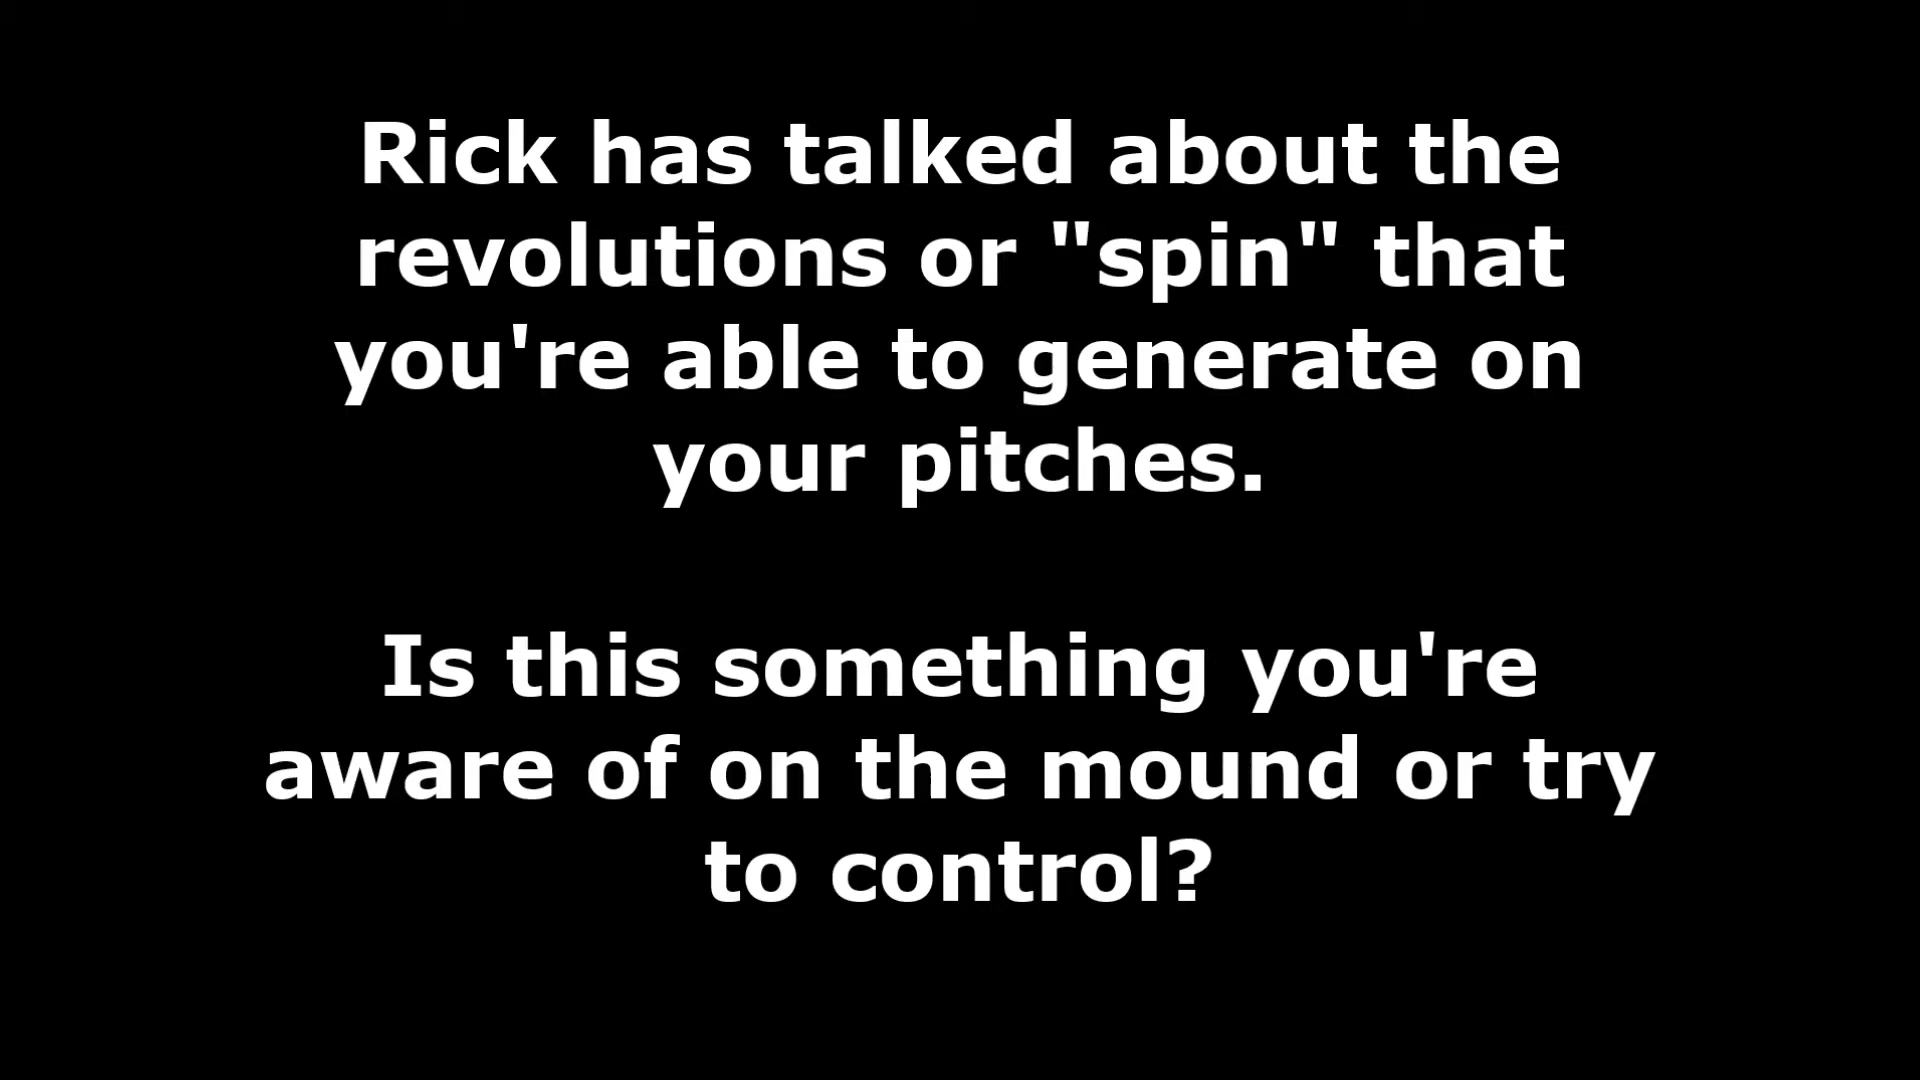 Rick has talked about the
revolutions or "spin" that
you're able to generate on
your pitches.
Is this something you're
aware of on the mound or try
to control?